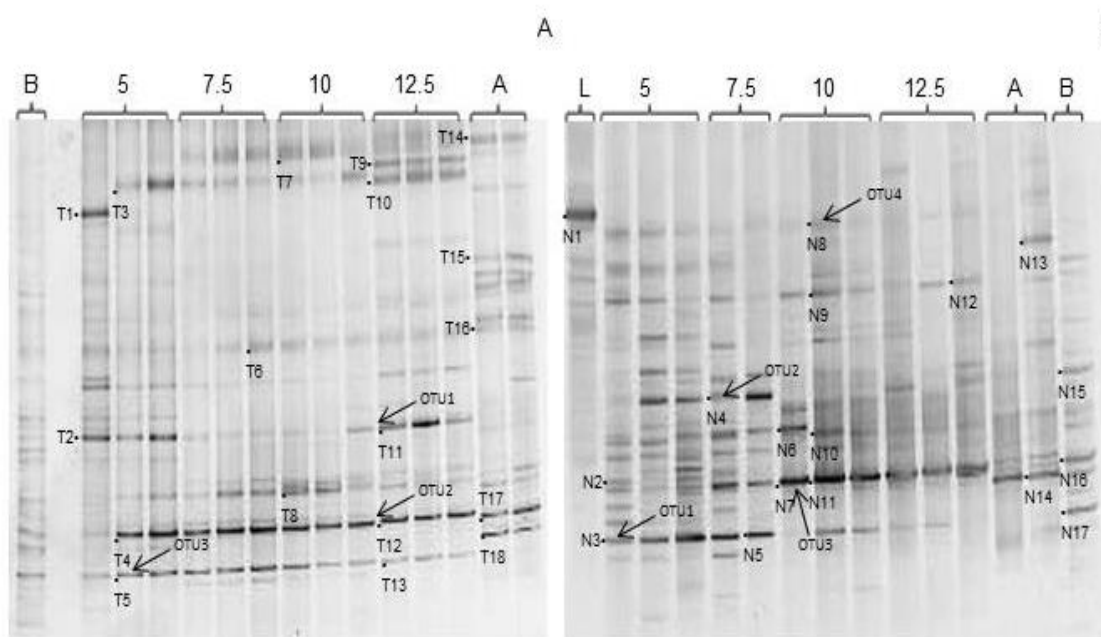 A
B 5 7.5 10 12.5 A L 5 7.5 10 12.5 A B
T14
T9
T7
T10
T1 T3 OTU4
N1
N8 N13
T15
N12
N9
T16
T6
N15
OTU2
OTU1 N4
T2 T11 N6 N10
N16
N2
OTU2 T17 N7 N11 N14
T8 OTU1 N17
T4 OTU3 T12 T18 N3 N5 OTU3
T5 T13